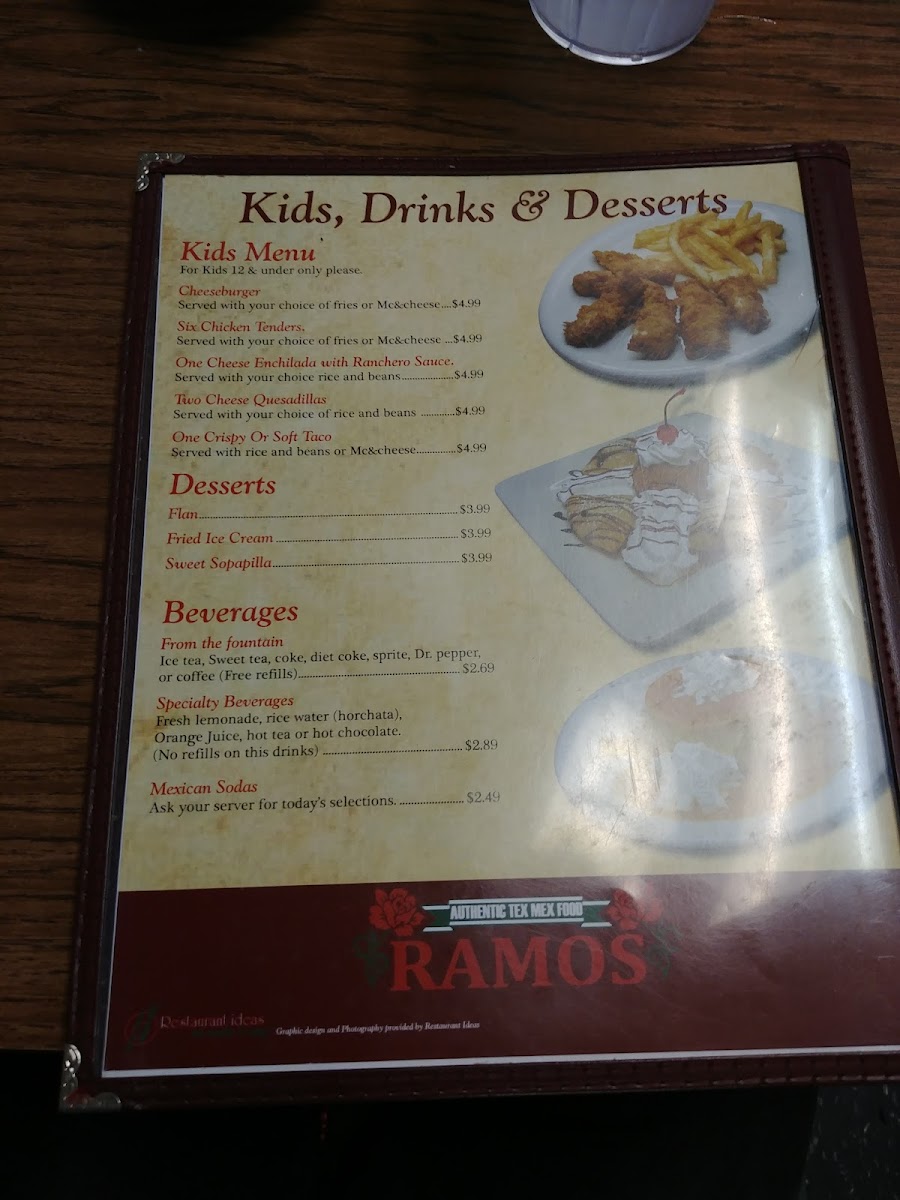 Kids, Drinks & Desserts
Kids Menu
For Kids 12 & under only please.
Cheeseburger
Served with your choice of fries or Mc&cheese....$4.99
Six Chicken Tenders.
Served with your choice of fries or Mc&cheese ...$4.99
One Cheese Enchilada with Ranchero Sauce.
Served with your choice rice and beans...................$4.99
Two Cheese Quesadillas
Served with your choice of rice and beans ............$4.99
One Crispy Or Soft Taco
Served with rice and beans or Mc&cheese..............$4.99
Desserts
Flan.................................................................$3.99
Fried Ice Cream.............................................$3.99
Sweet Sopapilla..............................................$3.99
Beverages
From the fountain
Ice tea, Sweet tea, coke, diet coke, sprite, Dr. pepper,
or coffee (Free refills)..........................................$2.69
Specialty Beverages
Fresh lemonade, rice water (horchata),
Orange Juice, hot tea or hot chocolate.
(No refills on this drinks) ....................................$2.89
Mexican Sodas
Ask your server for today's selections. .................$2.49
AUTHENTIC TEX MEX FOOD
RAMOS
Restaurant ideas
Graphic design and Photography provided by Restaurant Ideas